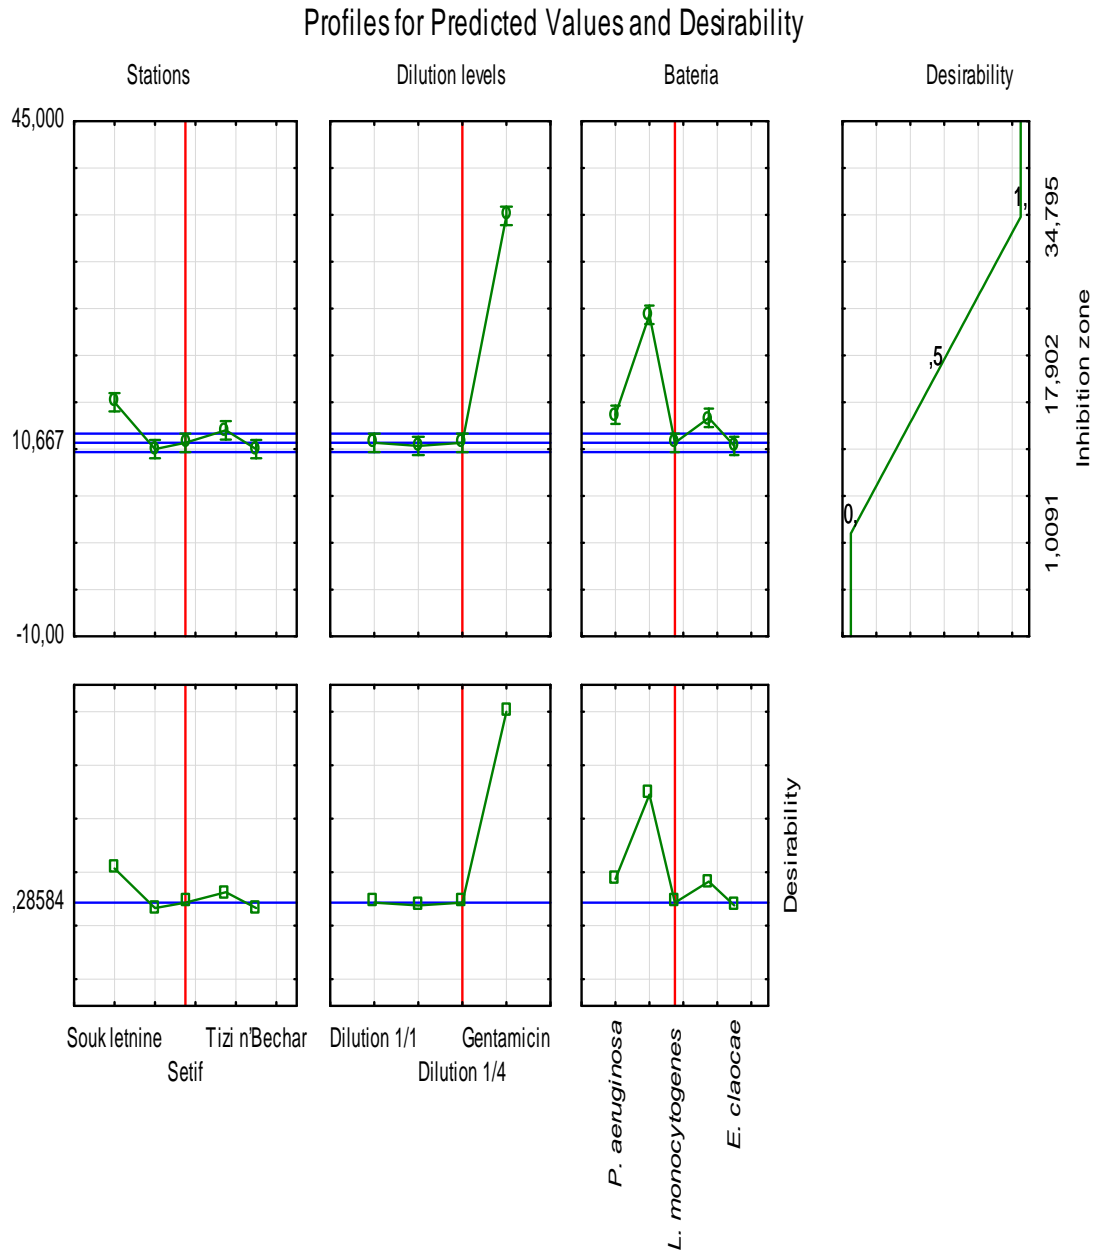 Profiles for Predicted Values and Desirability
Stations
Dilution levels
Bateria
Desirability
45,000
10,667
-10,00
1,
,5
0,
34,795
17,902
1,0091
Inhibition zone
,28584
Desirability
Souk letnine
Setif
Tizi n'Bechar
Dilution 1/1
Dilution 1/4
Gentamicin
P. aeruginosa
L. monocytogenes
E. claocae